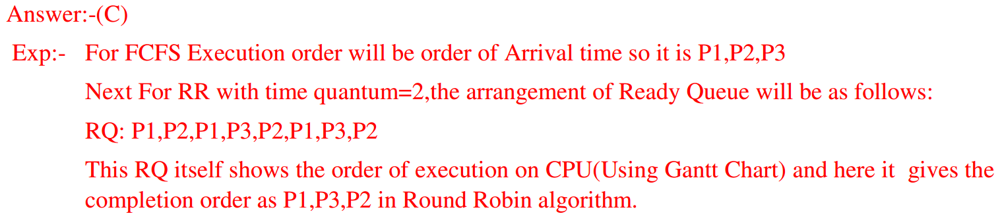 Answer:-(C)
Exp:- For FCFS Execution order will be order of Arrival time so it is P1,P2,P3
Next For RR with time quantum=2,the arrangement of Ready Queue will be as follows:
RQ: P1,P2,P1,P3,P2,P1,P3,P2
This RQ itself shows the order of execution on CPU(Using Gantt Chart) and here it gives the
completion order as P1,P3,P2 in Round Robin algorithm.